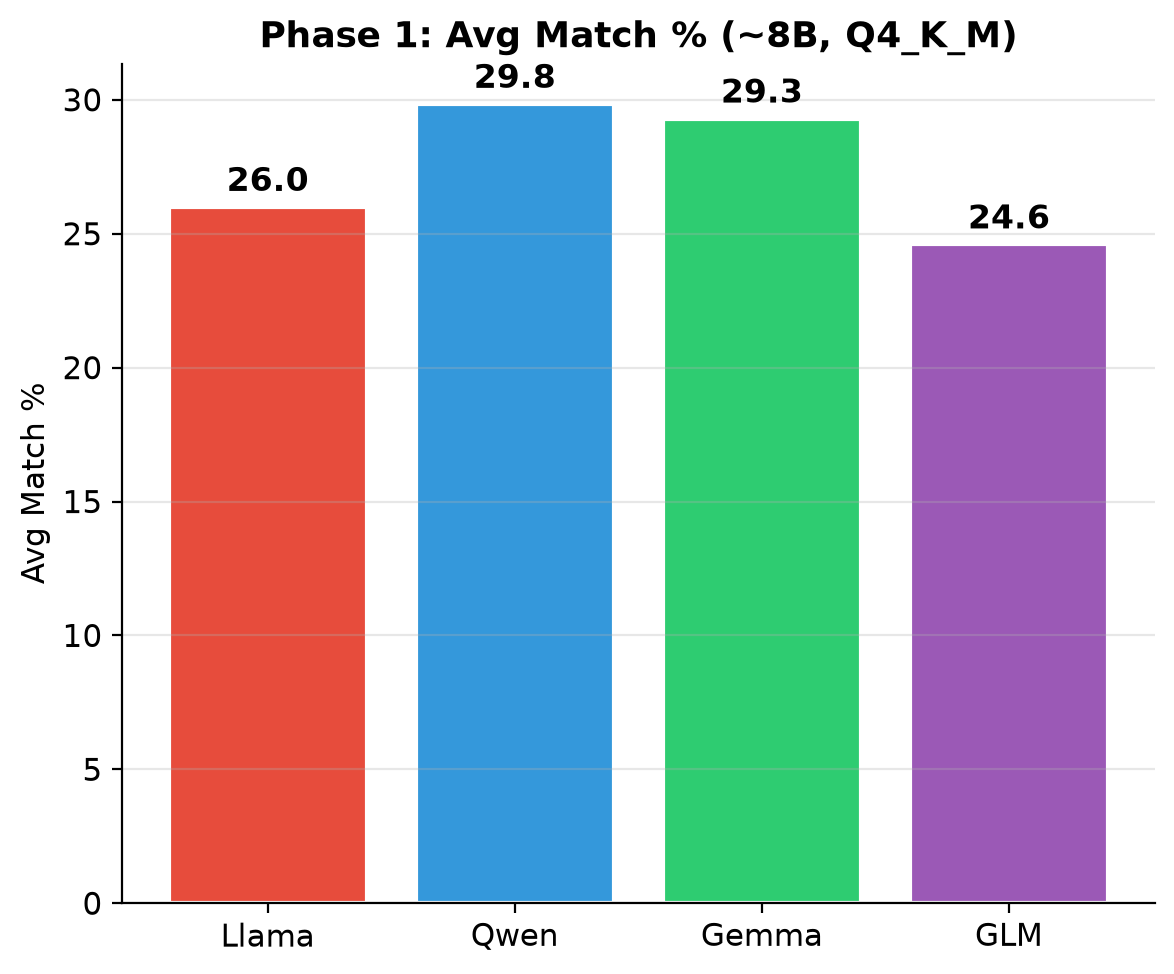 Phase 1: Avg Match % (~8B, Q4_K_M)
29.8
29.3
26.0
24.6
30
25
20
15
10
5
0
Avg Match %
Llama
Qwen
Gemma
GLM